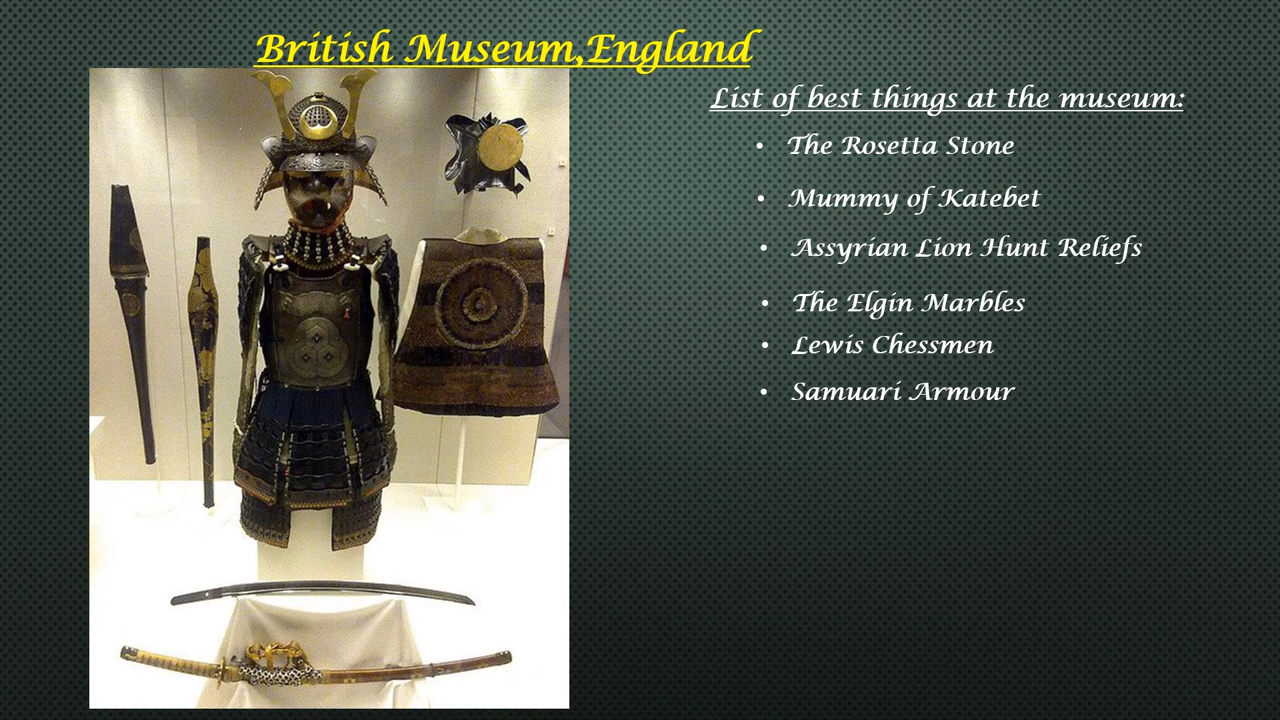 British Museum,England
List of best things at the museum:
• The Rosetta Stone
• Mummy of Katebet
• Assyrian Lion Hunt Reliefs
• The Elgin Marbles
• Lewis Chessmen
• Samuari Armour